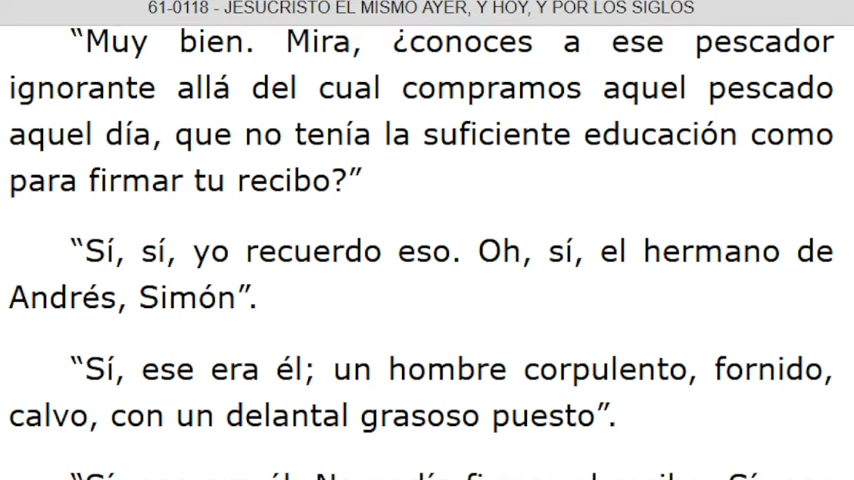 61-0118 - JESUCRISTO EL MISMO AYER, Y HOY, Y POR LOS SIGLOS
“Muy bien. Mira, ¿conoces a ese pescador
ignorante allá del cual compramos aquel pescado
aquel día, que no tenía la suficiente educación como
para firmar tu recibo?”
“Sí, sí, yo recuerdo eso. Oh, sí, el hermano de
Andrés, Simón”.
“Sí, ese era él; un hombre corpulento, fornido,
calvo, con un delantal grasoso puesto”.